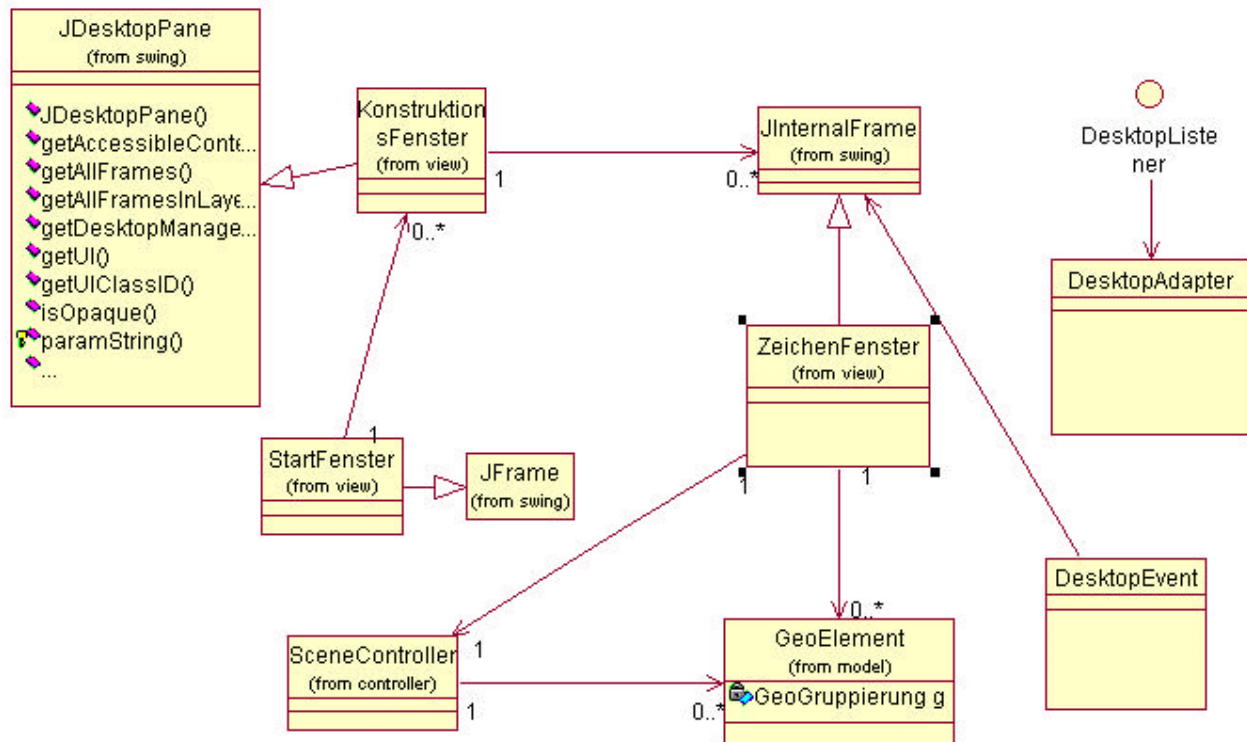 JDesktopPane
(from swing)
JDesktopPane()
getAccessibleConte...
getAllFrames()
getAllFramesInLaye...
getDesktopManage...
getUI()
getUIClassID()
isOpaque()
paramString()
...
Konstruktion
sFenster
(from view)
1
0..*
0..*
JInternalFrame
(from swing)
DesktopListe
ner
DesktopAdapter
ZeichenFenster
(from view)
1
1
1
StartFenster
(from view)
JFrame
(from swing)
DesktopEvent
SceneController
(from controller)
1
1
0..*
0..*
GeoElement
(from model)
GeoGruppierung g